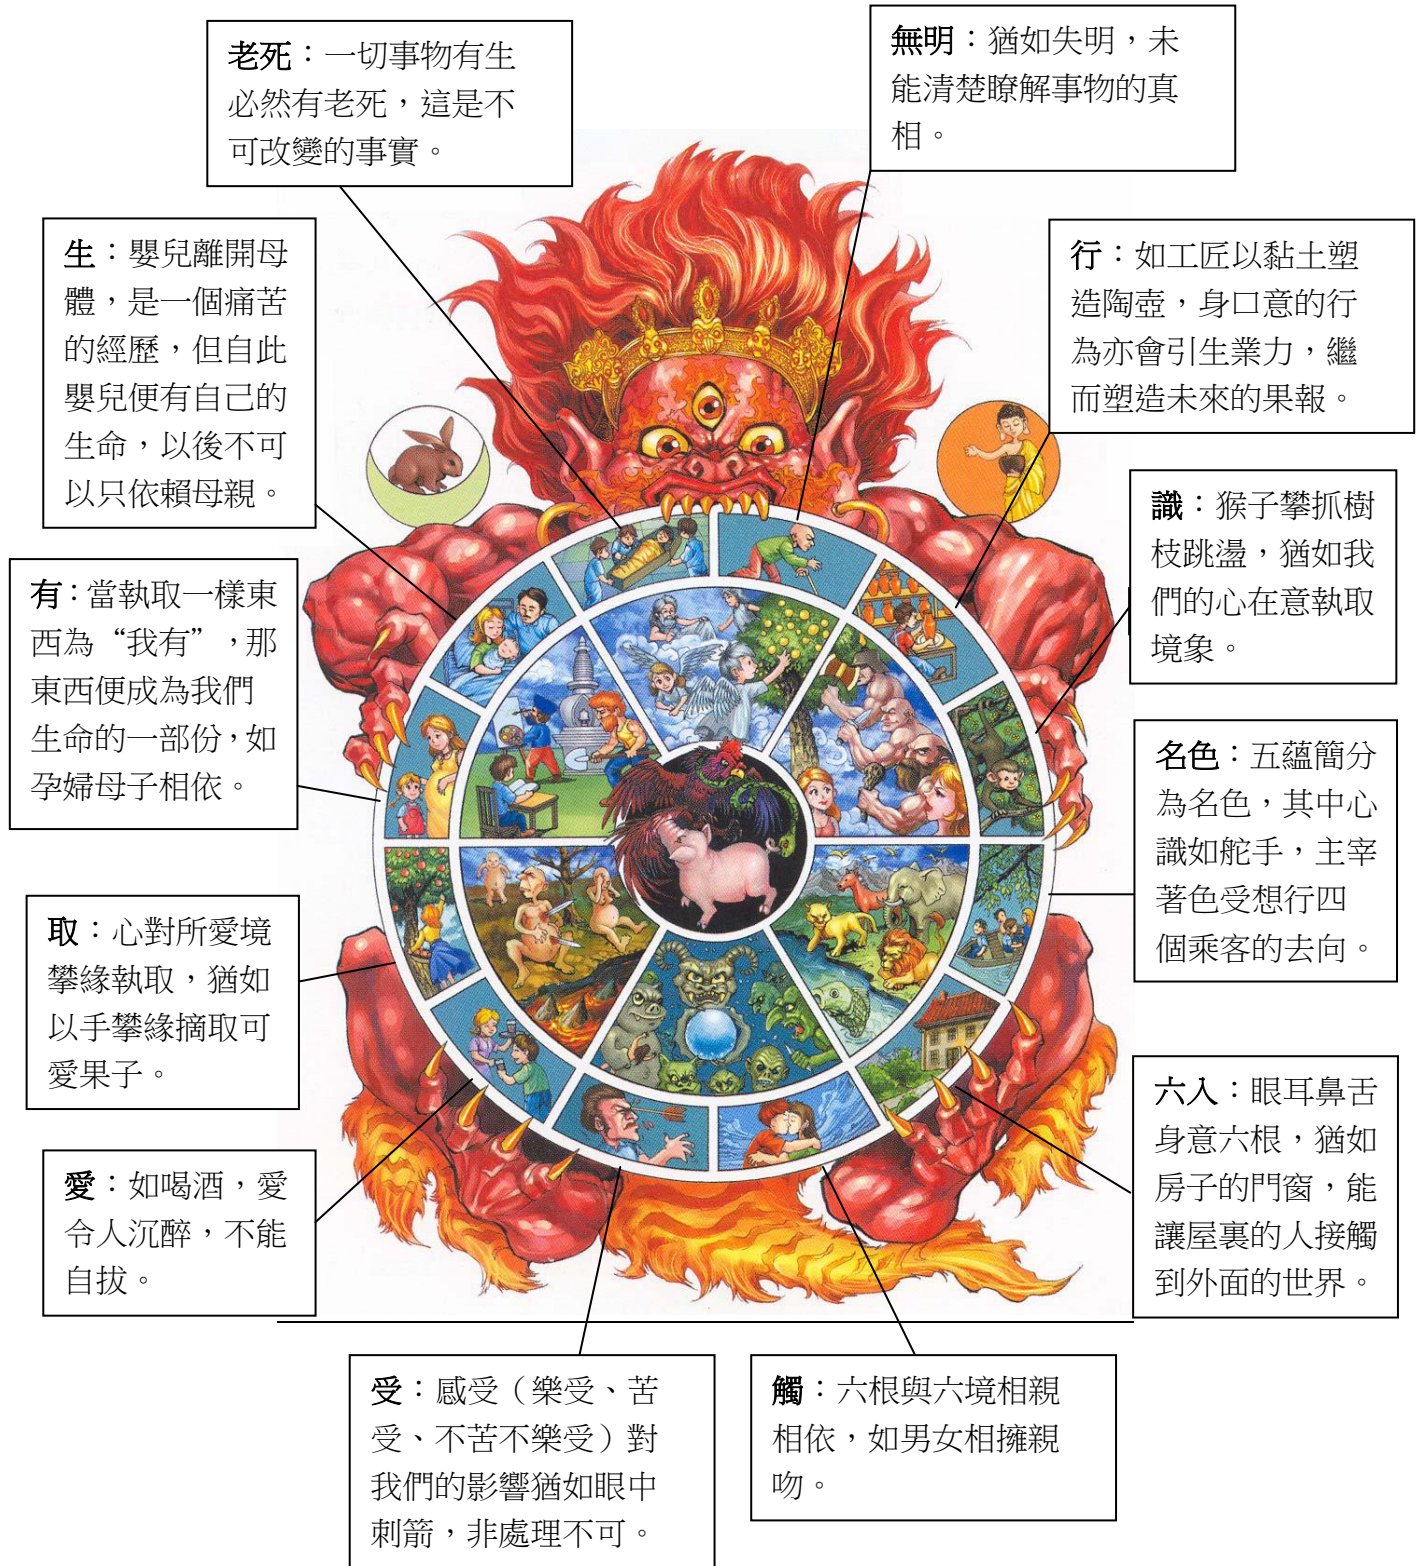 老死：一切事物有生
必然有老死，這是不
可改變的事實。
無明：猶如失明，未
能清楚瞭解事物的真
相。
生：嬰兒離開母
體，是一個痛苦
的經歷，但自此
嬰兒便有自己的
生命，以後不可
以只依賴母親。
行：如工匠以黏土塑
造陶壺，身口意的行
為亦會引生業力，繼
而塑造未來的果報。
識：猴子攀抓樹
枝跳盪，猶如我
們的心在意執取
境象。
有：當執取一樣東
西為“我有”，那
東西便成為我們
生命的一部份，如
孕婦母子相依。
名色：五蘊簡分
為名色，其中心
識如舵手，主宰
著色受想行四
個乘客的去向。
取：心對所愛境
攀緣執取，猶如
以手攀緣摘取可
愛果子。
六入：眼耳鼻舌
身意六根，猶如
房子的門窗，能
讓屋裏的人接觸
到外面的世界。
愛：如喝酒，愛
令人沉醉，不能
自拔。
受：感受（樂受、苦
受、不苦不樂受）對
我們的影響猶如眼中
刺箭，非處理不可。
觸：六根與六境相親
相依，如男女相擁親
吻。